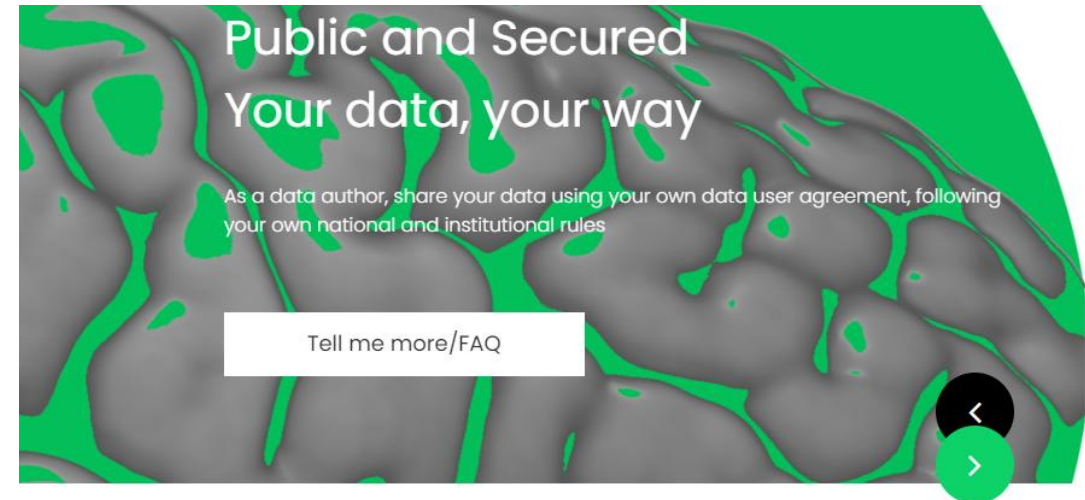 Public and Secured
Your data, your way
As a data author, share your data using your own data user agreement, following
your own national and institutional rules
Tell me more/FAQ